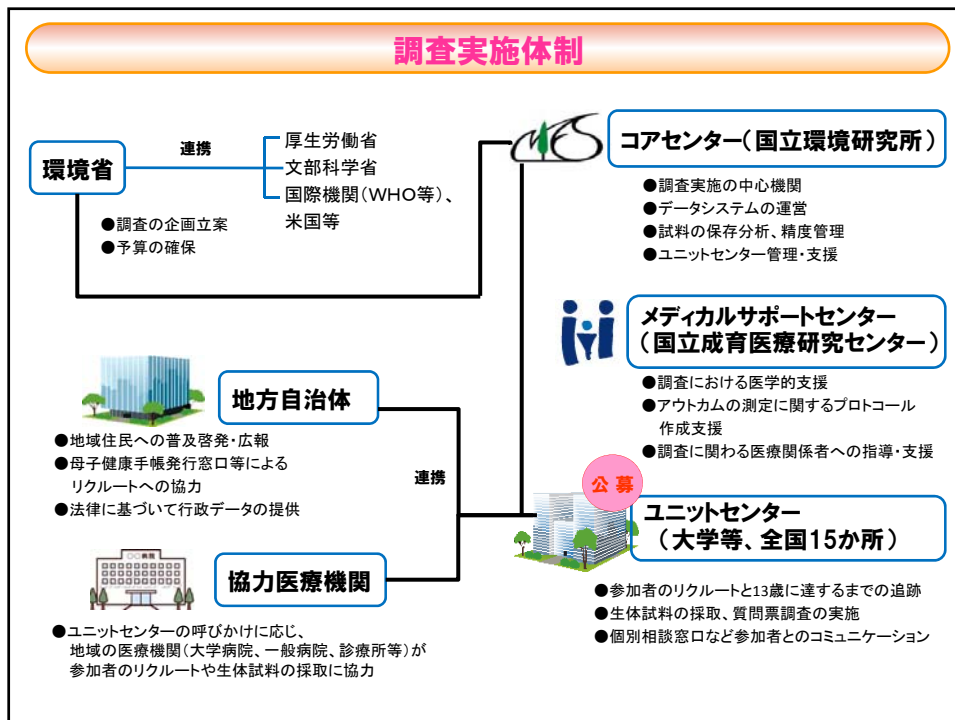 調査実施体制
環境省
連携
厚生労働省
文部科学省
国際機関(WHO等)、
米国等
●調査の企画立案
●予算の確保
コアセンター(国立環境研究所)
●調査実施の中心機関
●データシステムの運営
●試料の保存分析、精度管理
●ユニットセンター管理・支援
メディカルサポートセンター
(国立成育医療研究センター)
●調査における医学的支援
●アウトカムの測定に関するプロトコール
作成支援
●調査に関わる医療関係者への指導・支援
地方自治体
●地域住民への普及啓発・広報
●母子健康手帳発行窓口等による
リクルートへの協力
●法律に基づいて行政データの提供
連携
公募
ユニットセンター
(大学等、全国15か所)
●参加者のリクルートと13歳に達するまでの追跡
●生体試料の採取、質問票調査の実施
●個別相談窓口など参加者とのコミュニケーション
○○病院
協力医療機関
●ユニットセンターの呼びかけに応じ、
地域の医療機関(大学病院、一般病院、診療所等)が
参加者のリクルートや生体試料の採取に協力